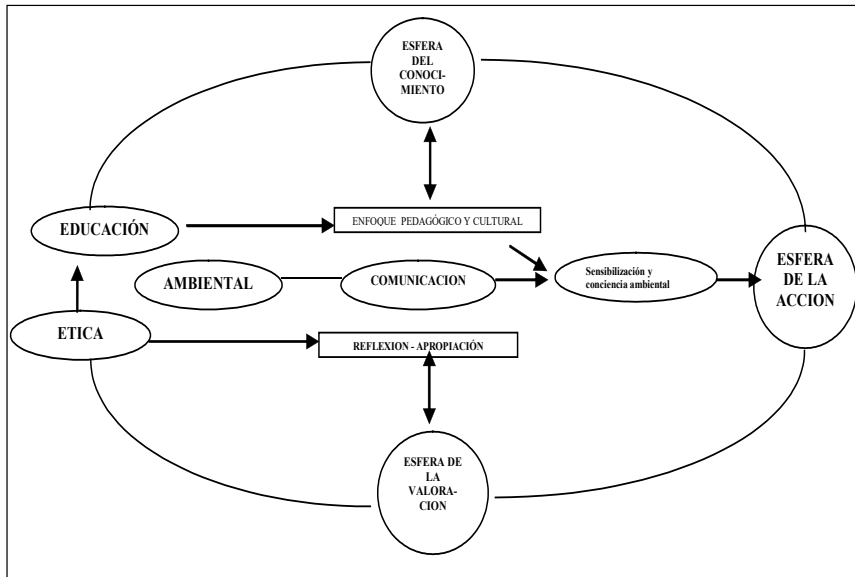 ESFERA
DEL
CONOCI-
MIENTO
EDUCACIÓN
ENFOQUE PEDAGÓGICO Y CULTURAL
AMBIENTAL
COMUNICACION
Sensibilización y
conciencia ambiental
ESFERA
DE LA
ACCION
ETICA
REFLEXION - APROPIACIÓN
ESFERA DE
LA
VALORA-
CION